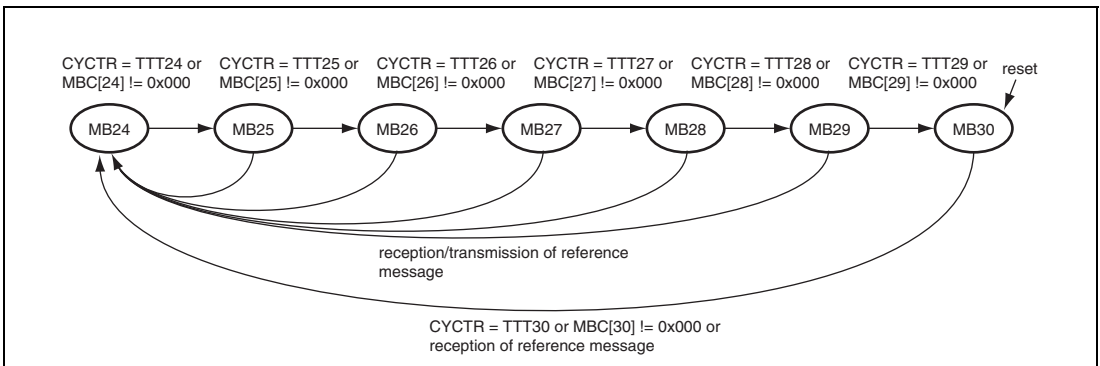 CYCTR = TTT24 or
MBC[24] != 0x000
CYCTR = TTT25 or
MBC[25] != 0x000
CYCTR = TTT26 or
MBC[26] != 0x000
CYCTR = TTT27 or
MBC[27] != 0x000
CYCTR = TTT28 or
MBC[28] != 0x000
CYCTR = TTT29 or
MBC[29] != 0x000
reset
MB24
MB25
MB26
MB27
MB28
MB29
MB30
reception/transmission of reference
message
CYCTR = TTT30 or MBC[30] != 0x000 or
reception of reference message